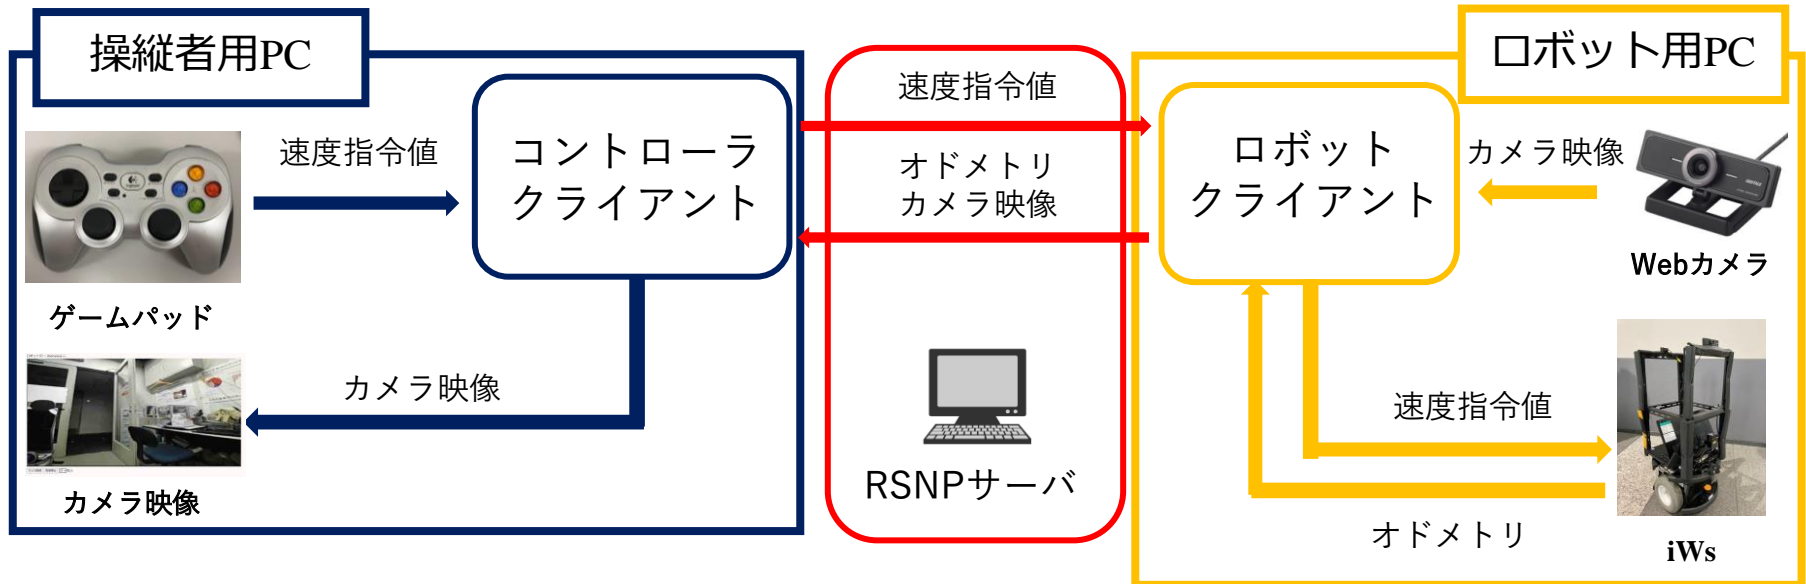 操縦者用PC
ロボット用PC
速度指令値
コントローラ
クライアント
速度指令値
オドメトリ
カメラ映像
ロボット
クライアント
カメラ映像
Webカメラ
ゲームパッド
カメラ映像
カメラ映像
RSNPサーバ
速度指令値
オドメトリ
iWs